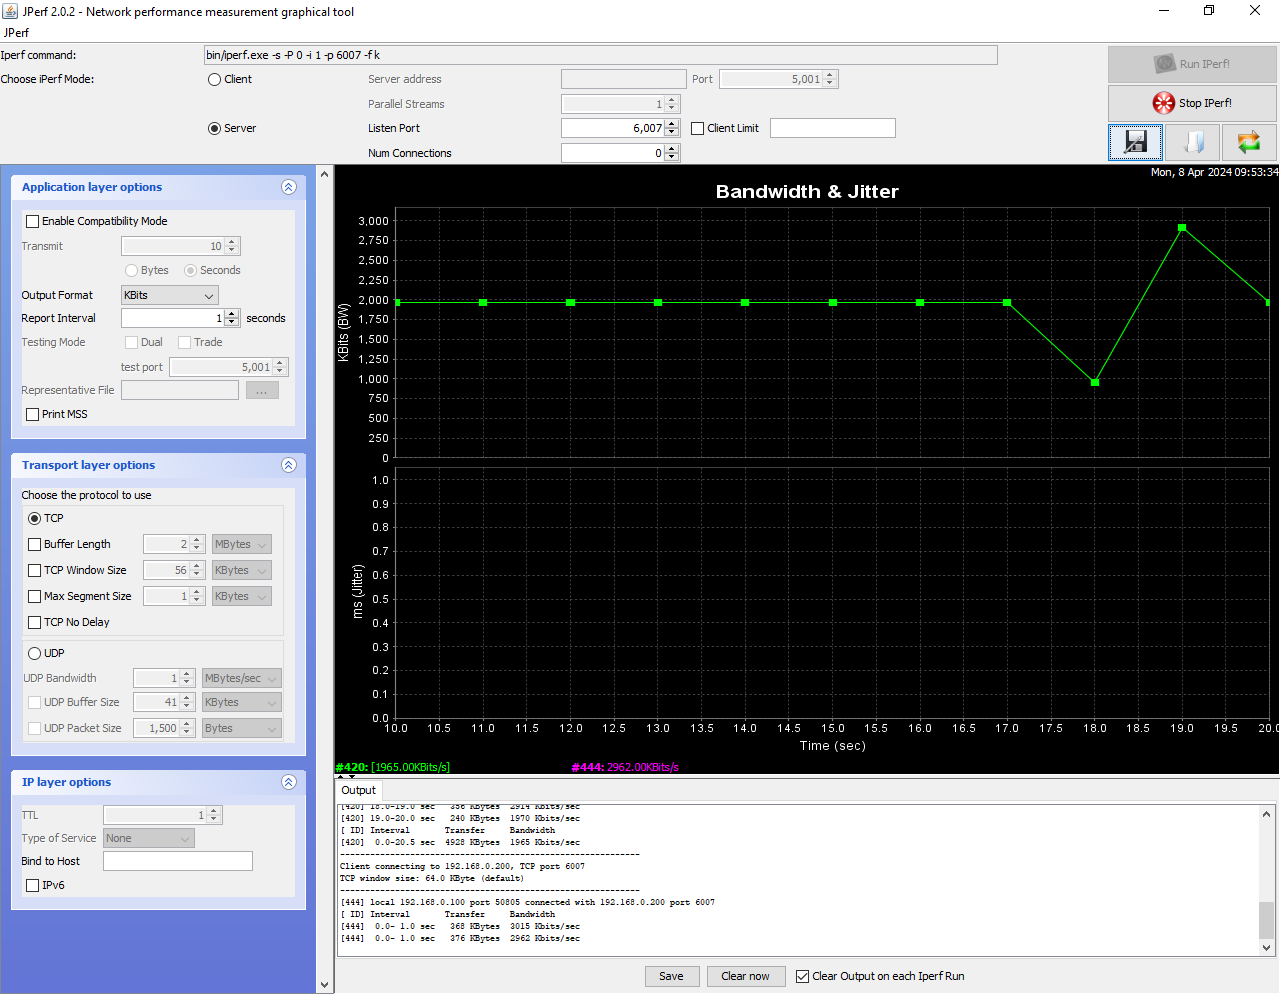 JPerf 2.0.2 - Network performance measurement graphical tool
JPerf
Iperf command:
bin/iperf.exe -s -P 0 -i 1 -p 6007 -f k
Run IPerf!
Choose iPerf Mode:
Client
Server address
Port
5,001
Parallel Streams
1
Stop IPerf!
Server
Listen Port
6,007
Client Limit
Num Connections
0
Application layer options
Enable Compatibility Mode
Transmit
10
Bytes
Seconds
Output Format
KBits
Report Interval
1
seconds
Testing Mode
Dual
Trade
test port
5,001
Representative File
...
Print MSS
Transport layer options
Choose the protocol to use
TCP
Buffer Length
2
MBytes
TCP Window Size
56
KBytes
Max Segment Size
1
KBytes
TCP No Delay
UDP
UDP Bandwidth
1
MBytes/sec
UDP Buffer Size
41
KBytes
UDP Packet Size
1,500
Bytes
IP layer options
TTL
1
Type of Service
None
Bind to Host
IPv6
Mon, 8 Apr 2024 09:53:34
Bandwidth & Jitter
KBits (BW)
3,000
2,750
2,500
2,250
2,000
1,750
1,500
1,250
1,000
750
500
250
0
ms (Jitter)
1.0
0.9
0.8
0.7
0.6
0.5
0.4
0.3
0.2
0.1
0.0
10.0 10.5 11.0 11.5 12.0 12.5 13.0 13.5 14.0 14.5 15.0 15.5 16.0 16.5 17.0 17.5 18.0 18.5 19.0 19.5 20.0
Time (sec)
#420: [1965.00KBits/s]
#444: 2962.00KBits/s
Output
[420] 18.0-19.0 sec 356 KBytes 2914 Kbits/sec
[420] 19.0-20.0 sec 240 KBytes 1970 Kbits/sec
[ ID] Interval Transfer Bandwidth
[420] 0.0-20.5 sec 4928 KBytes 1965 Kbits/sec
------------------------------------------------------------
Client connecting to 192.168.0.200, TCP port 6007
TCP window size: 64.0 KByte (default)
------------------------------------------------------------
[444] local 192.168.0.100 port 50805 connected with 192.168.0.200 port 6007
[ ID] Interval Transfer Bandwidth
[444] 0.0- 1.0 sec 368 KBytes 3015 Kbits/sec
[444] 0.0- 1.0 sec 376 KBytes 2962 Kbits/sec
Save
Clear now
Clear Output on each Iperf Run